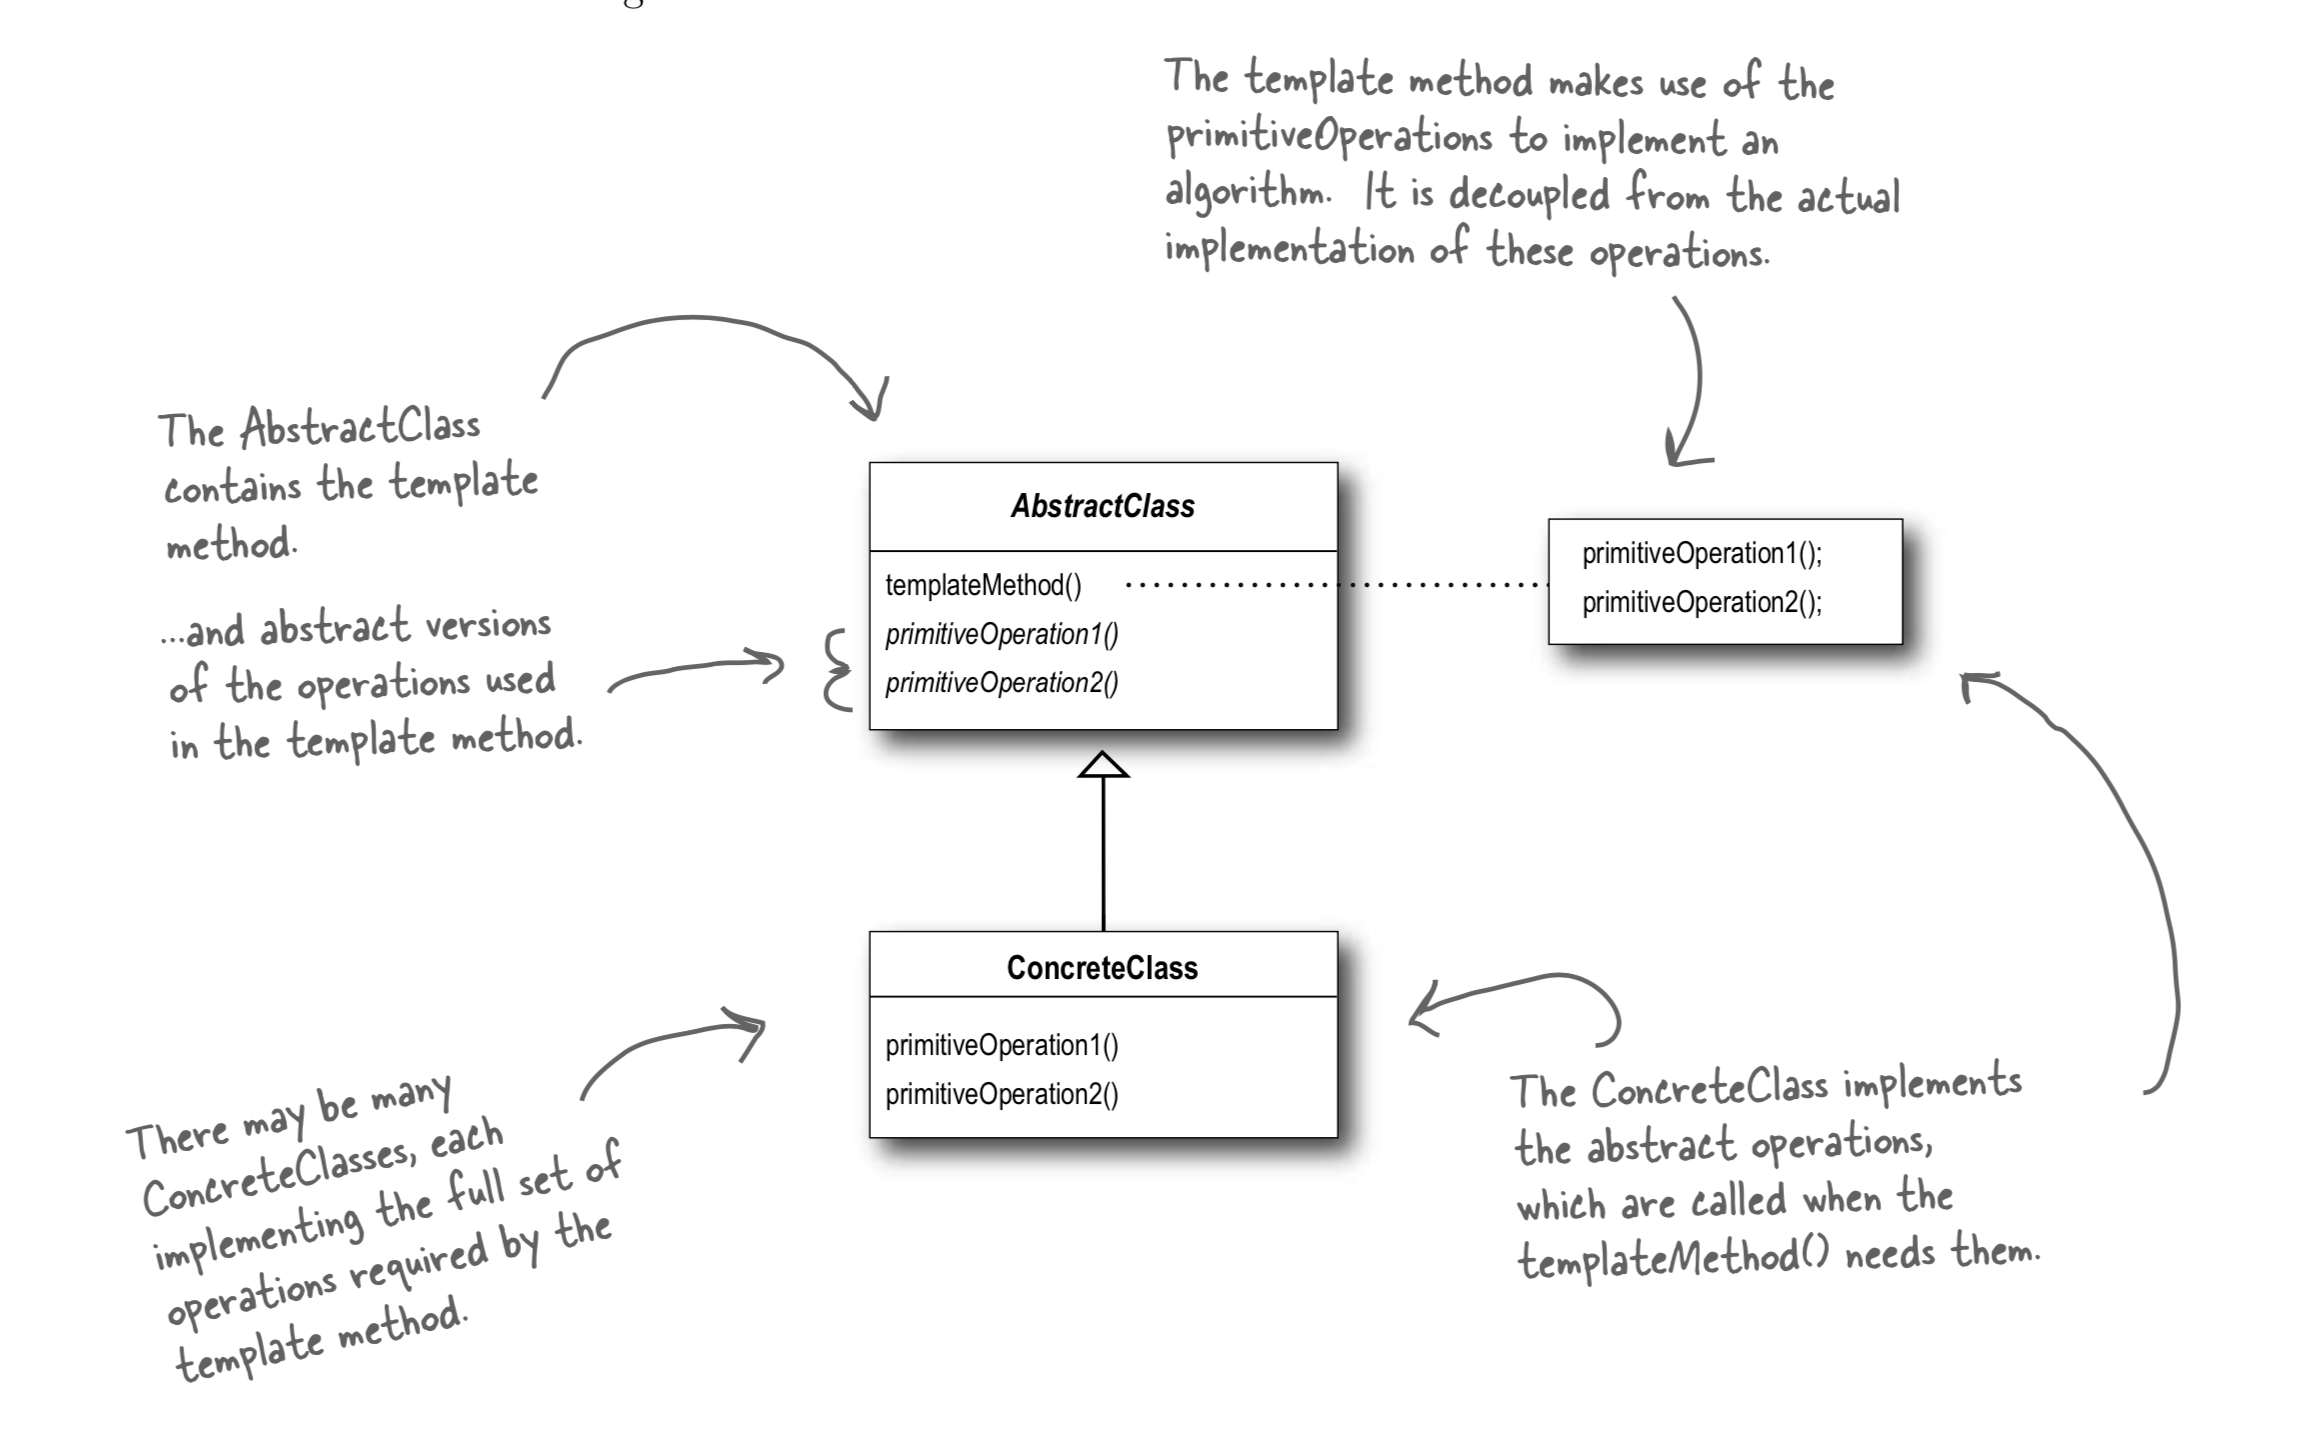 The template method makes use of the
primitiveOperations to implement an
algorithm. It is decoupled from the actual
implementation of these operations.
The AbstractClass
contains the template
method.
...and abstract versions
of the operations used
in the template method.
AbstractClass
templateMethod()
primitiveOperation1()
primitiveOperation2()
primitiveOperation1();
primitiveOperation2();
ConcreteClass
primitiveOperation1()
primitiveOperation2()
There may be many
ConcreteClasses, each
implementing the full set of
operations required by the
template method.
The ConcreteClass implements
the abstract operations,
which are called when the
templateMethod() needs them.